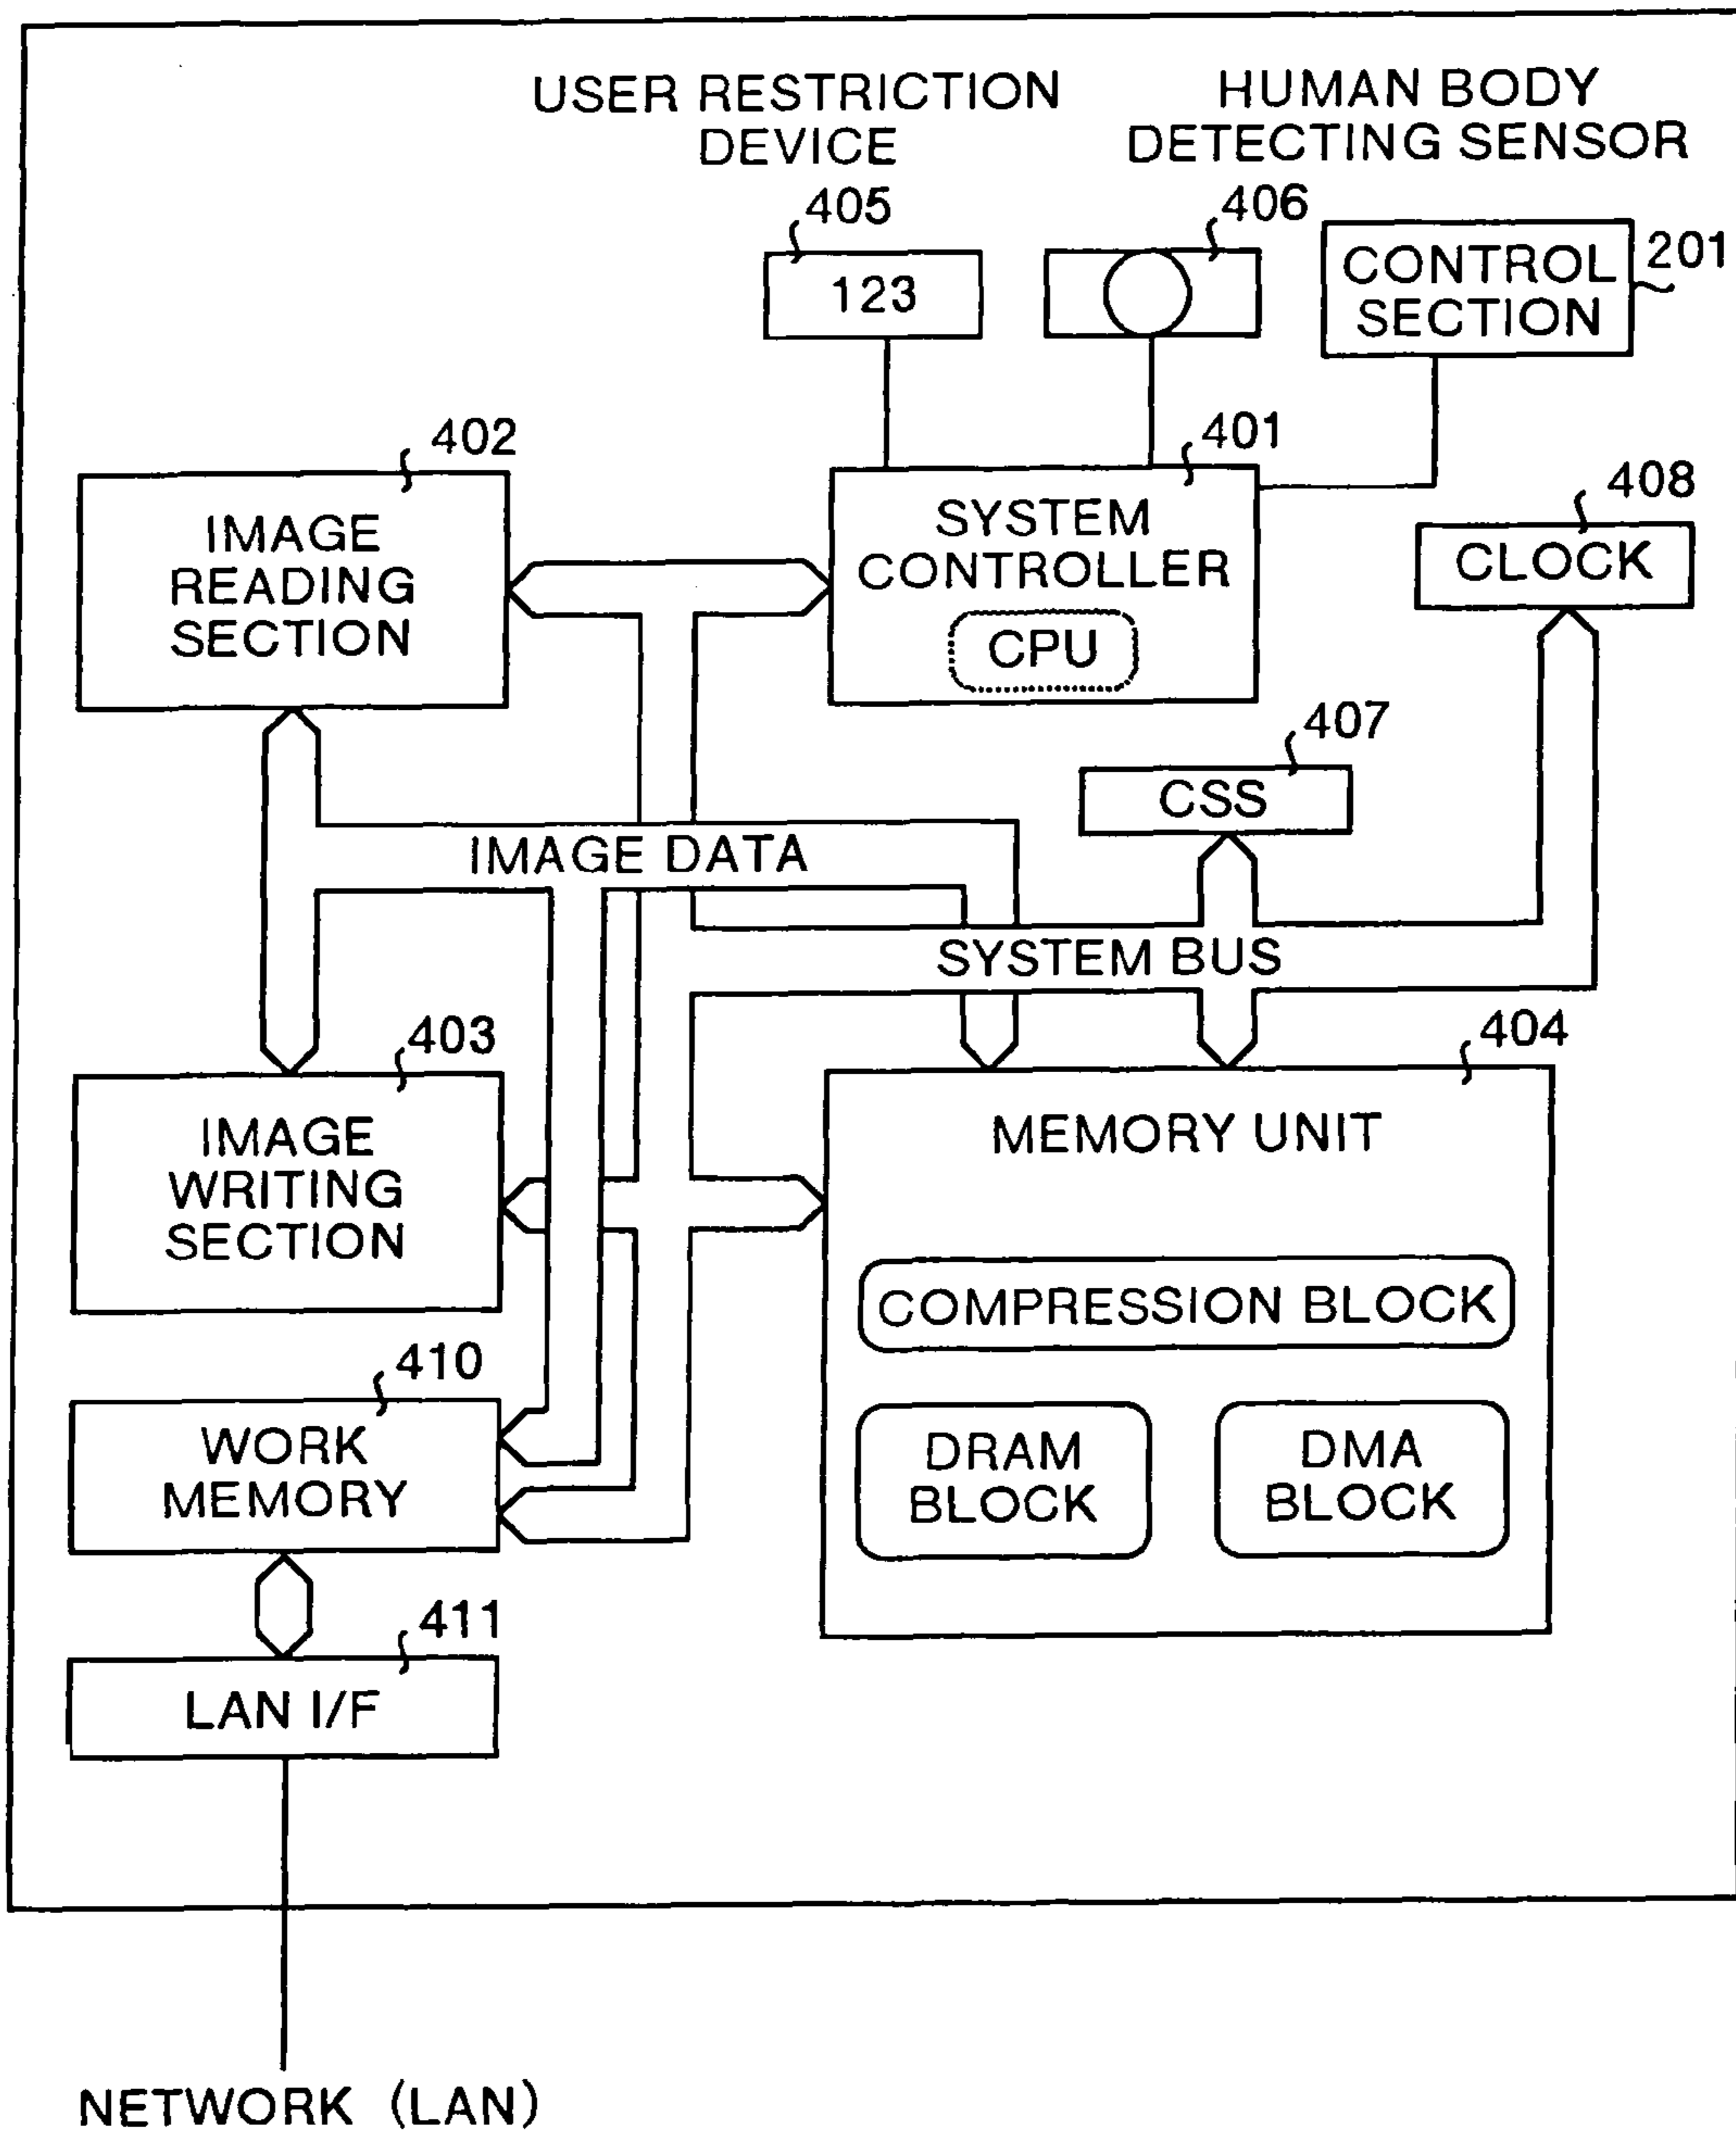 USER RESTRICTION
DEVICE
HUMAN BODY
DETECTING SENSOR
405
406
123
CONTROL
SECTION
201
402
401
408
IMAGE
READING
SECTION
SYSTEM
CONTROLLER
CPU
CLOCK
407
CSS
IMAGE DATA
SYSTEM BUS
403
404
IMAGE
WRITING
SECTION
MEMORY UNIT
COMPRESSION BLOCK
410
WORK
MEMORY
DRAM
BLOCK
DMA
BLOCK
411
LAN I/F
NETWORK (LAN)